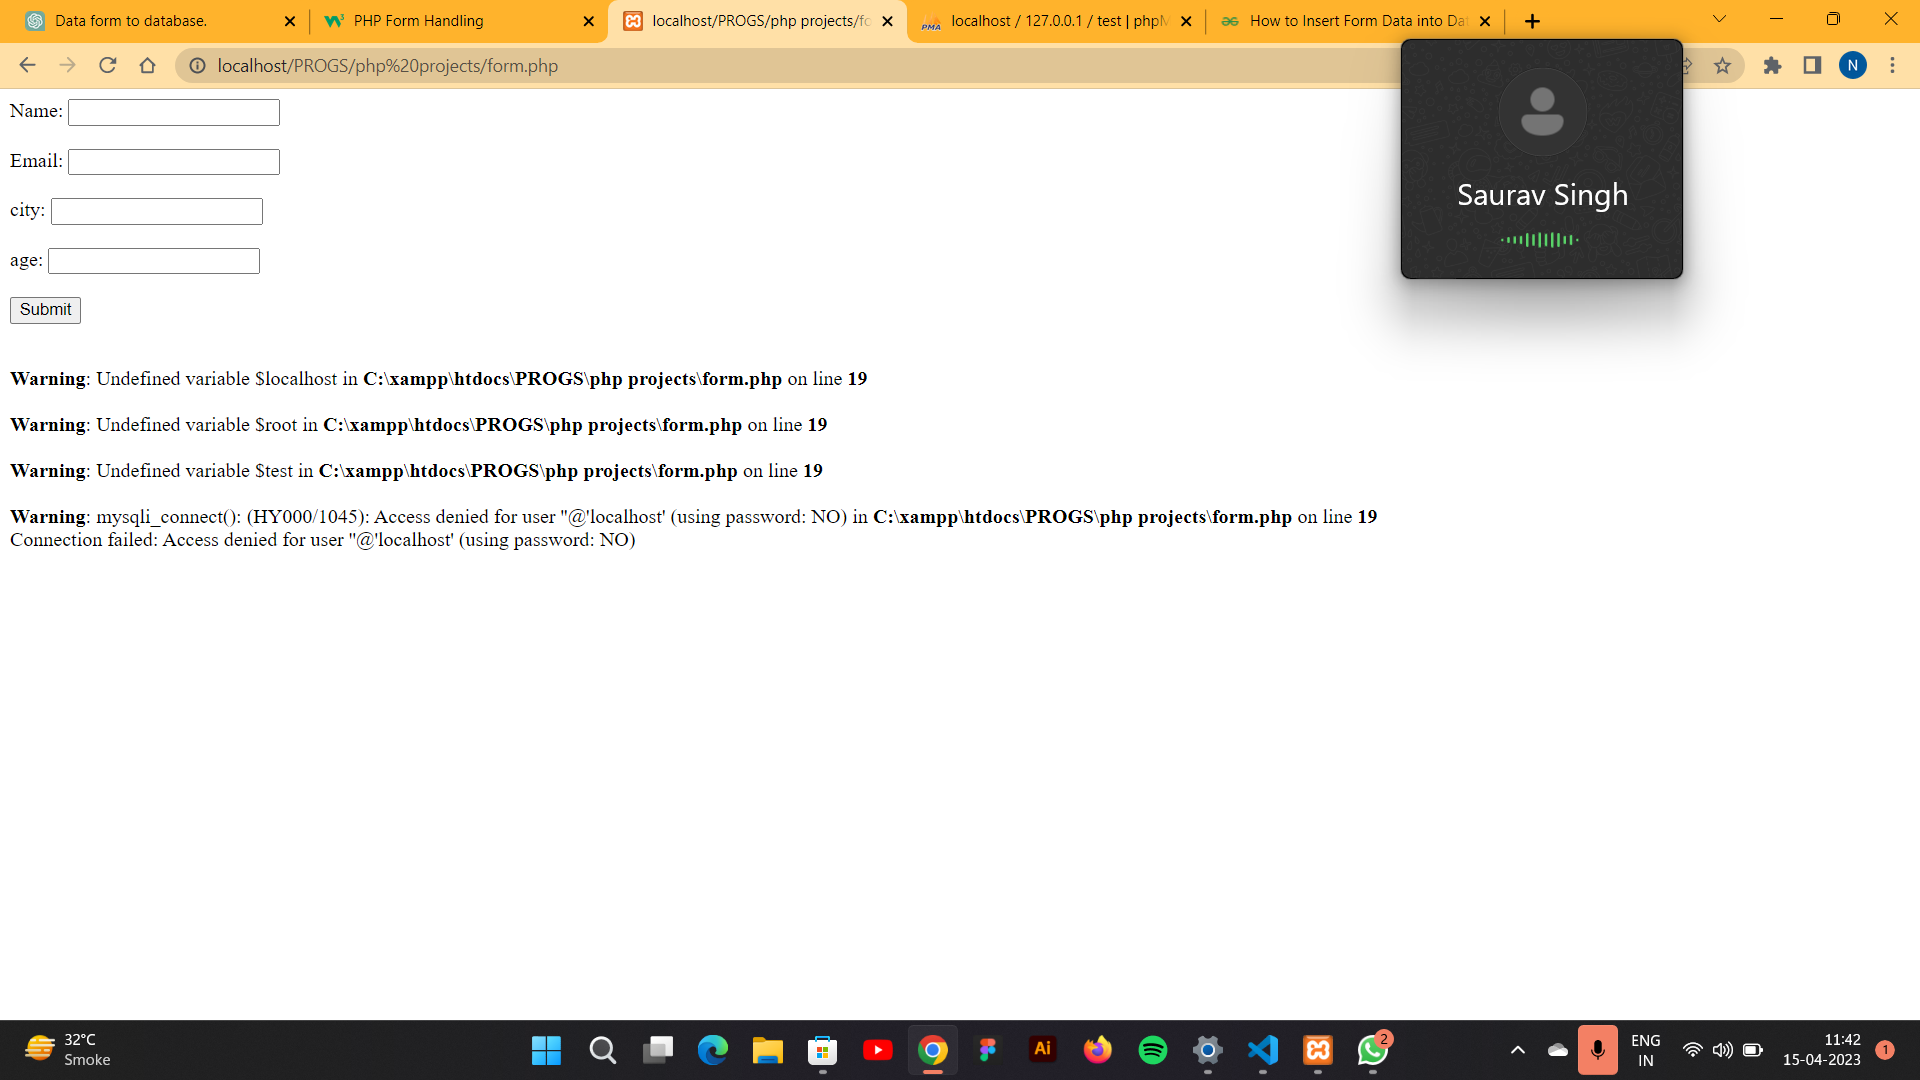 Data form to database.
PHP Form Handling
localhost/PROGS/php projects/fo
localhost / 127.0.0.1 / test | phpM
How to Insert Form Data into Dat
localhost/PROGS/php%20projects/form.php
N
Name:
Email:
city:
age:
Submit
Saurav Singh
Warning: Undefined variable $localhost in C:\xampp\htdocs\PROGS\php projects\form.php on line 19
Warning: Undefined variable $root in C:\xampp\htdocs\PROGS\php projects\form.php on line 19
Warning: Undefined variable $test in C:\xampp\htdocs\PROGS\php projects\form.php on line 19
Warning: mysqli_connect(): (HY000/1045): Access denied for user ''@'localhost' (using password: NO) in C:\xampp\htdocs\PROGS\php projects\form.php on line 19
Connection failed: Access denied for user ''@'localhost' (using password: NO)
32°C
Smoke
Ai
2
ENG
IN
11:42
15-04-2023
1